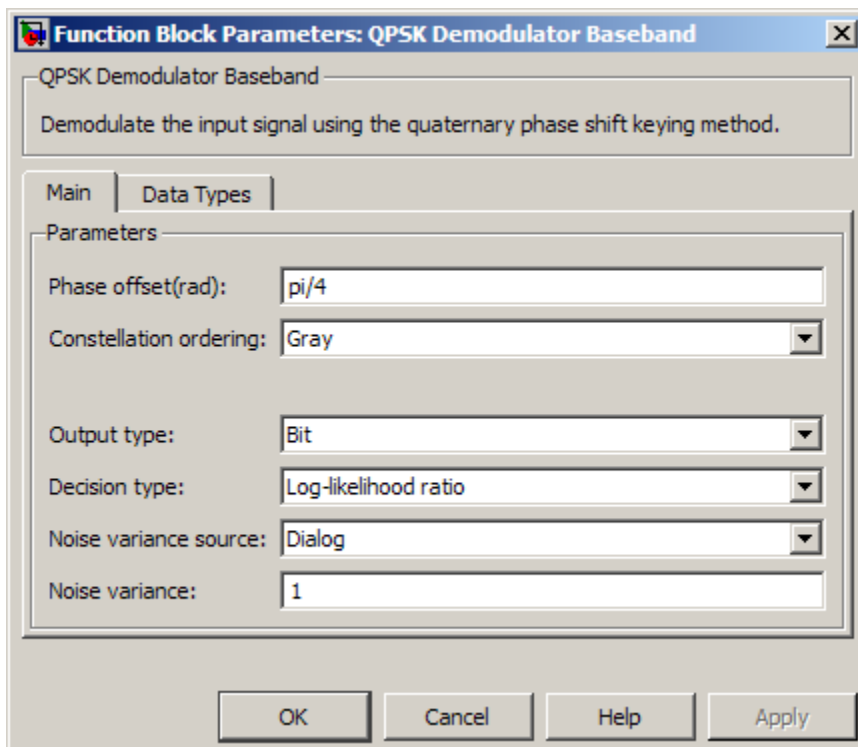 Function Block Parameters: QPSK Demodulator Baseband
QPSK Demodulator Baseband
Demodulate the input signal using the quaternary phase shift keying method.
Main Data Types
Parameters
Phase offset(rad): pi/4
Constellation ordering: Gray
Output type: Bit
Decision type: Log-likelihood ratio
Noise variance source: Dialog
Noise variance: 1
OK Cancel Help Apply